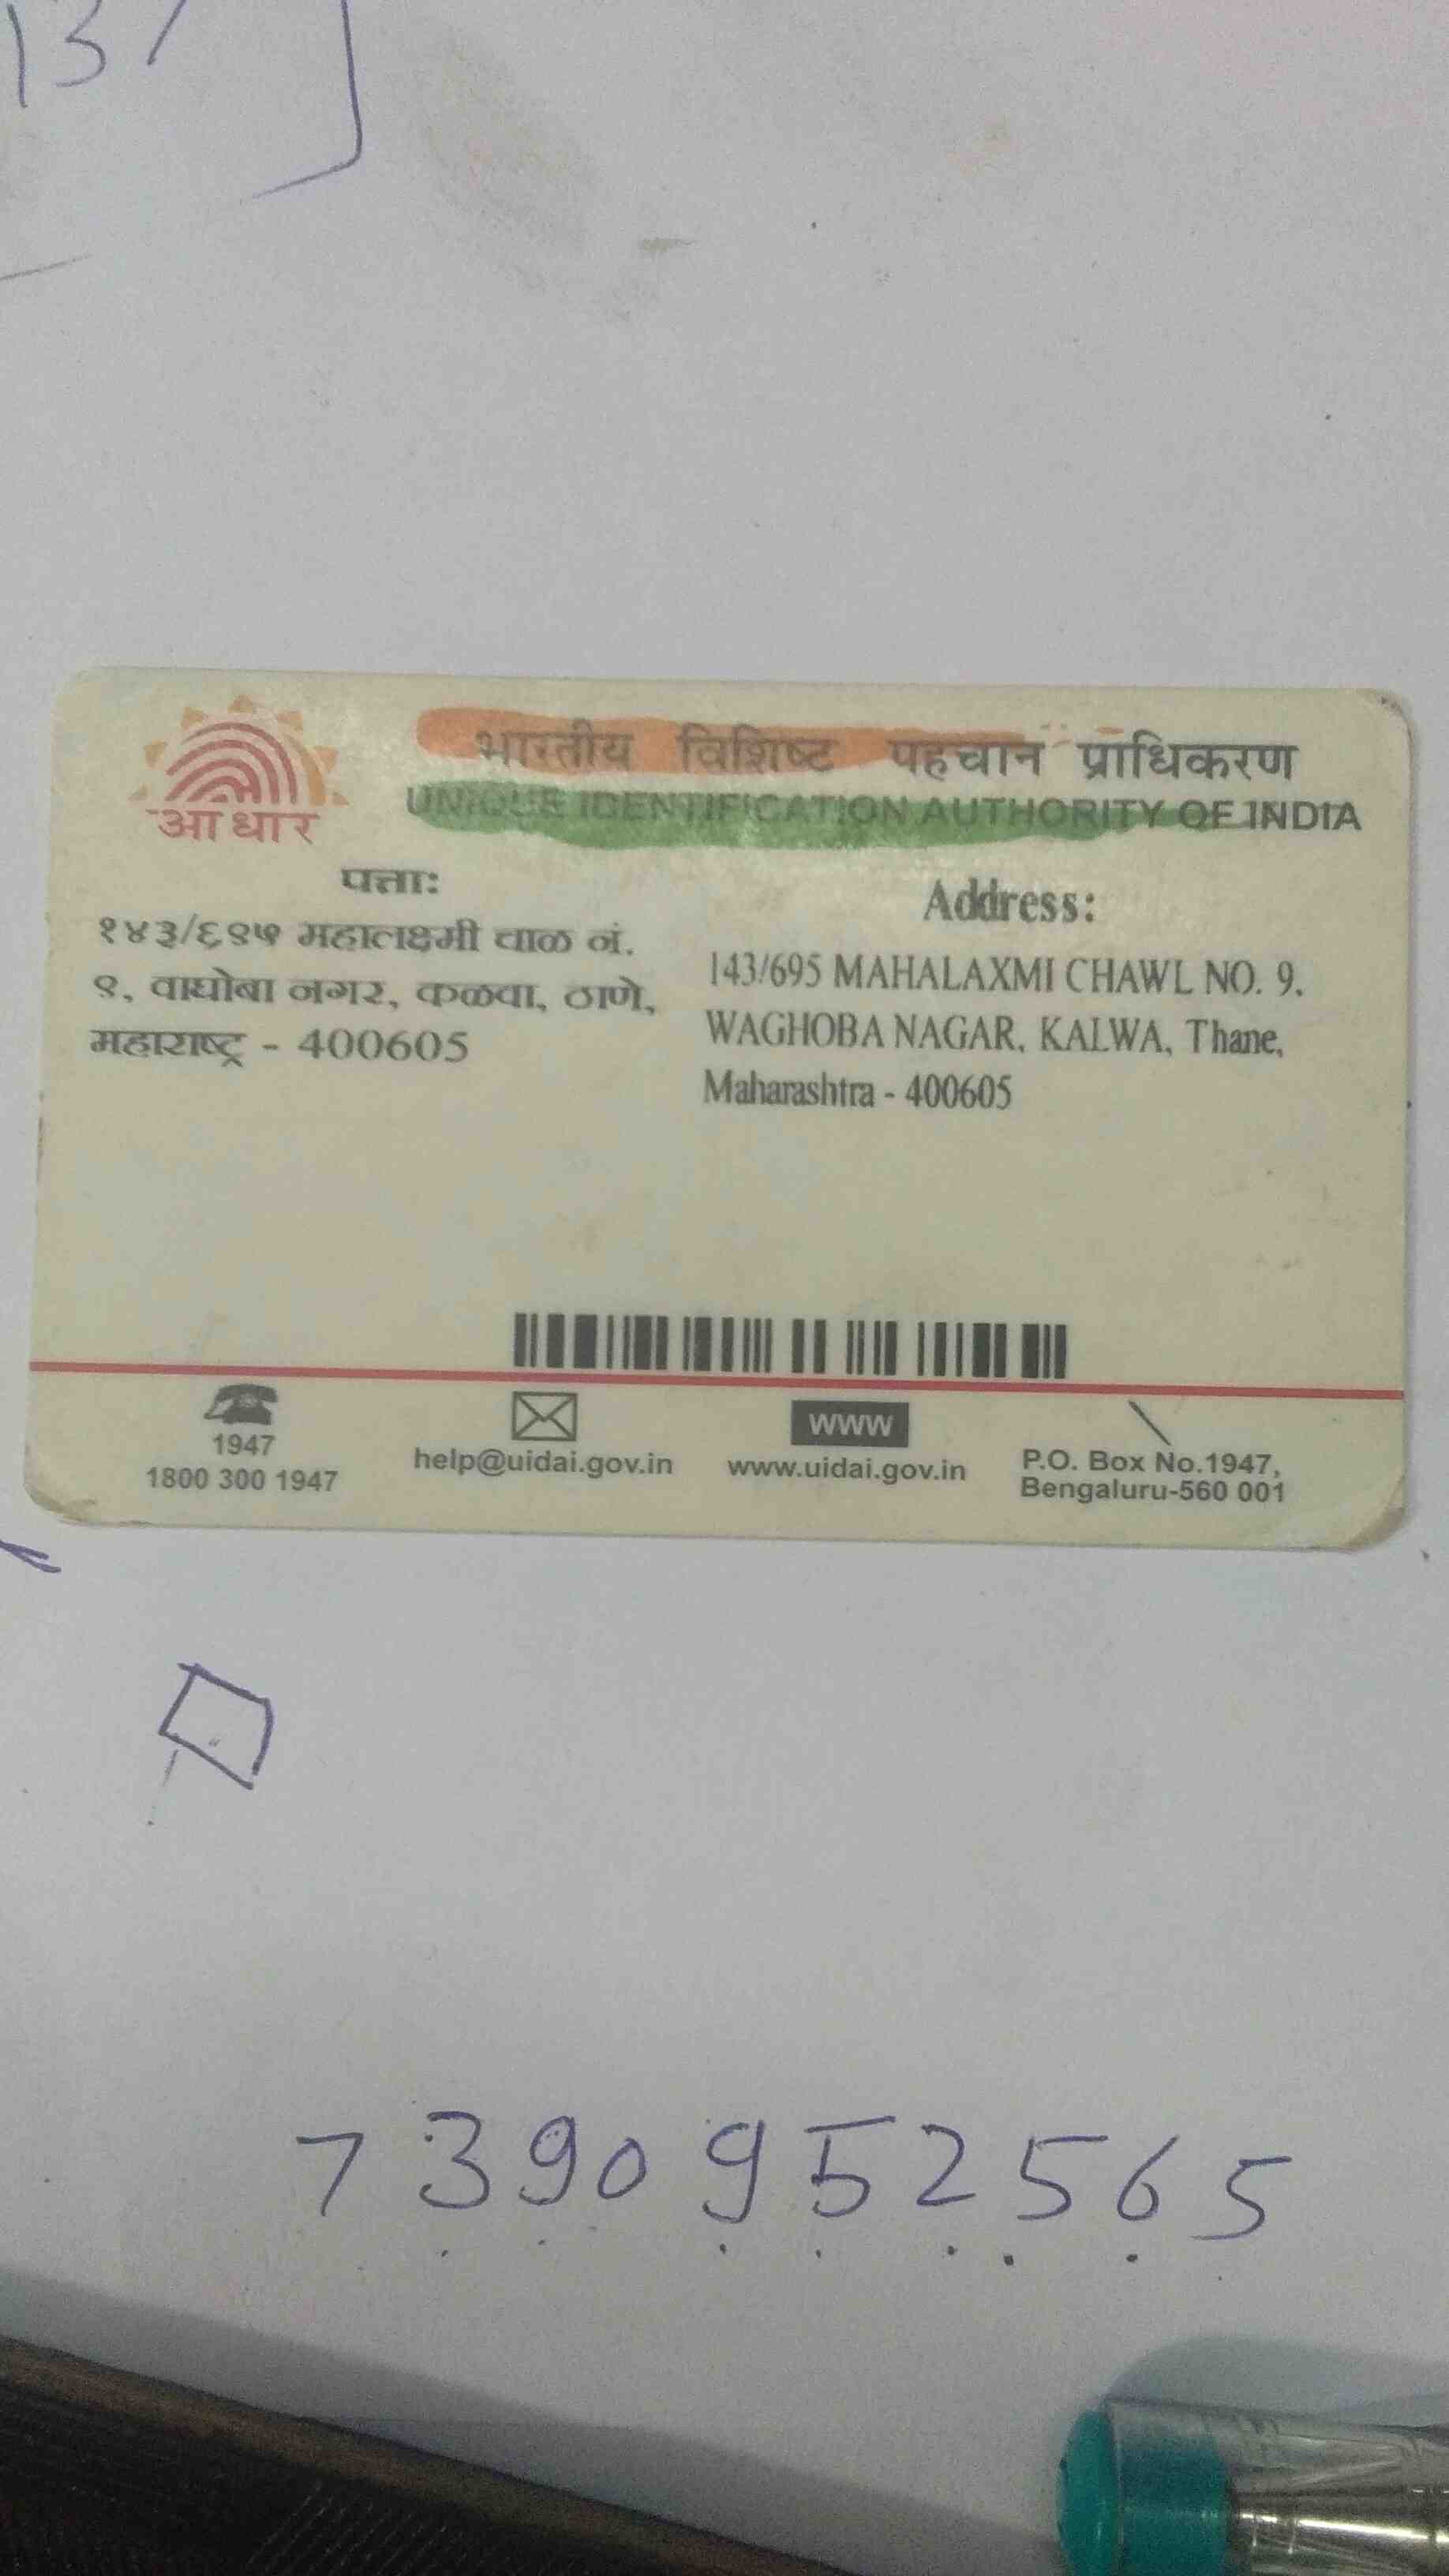 137
भारतीय विशिष्ट पहचान प्राधिकरण
UNIQUE IDENTIFICATION AUTHORITY OF INDIA
आधार
पत्ता:
१४३/६९५ महालक्ष्मी चाळ नं.
९, वाघोबा नगर, कळवा, ठाणे,
महाराष्ट्र - 400605
Address:
143/695 MAHALAXMI CHAWL NO. 9,
WAGHOBA NAGAR, KALWA, Thane,
Maharashtra - 400605
1947
1800 300 1947
help@uidai.gov.in
www
www.uidai.gov.in
P.O. Box No.1947,
Bengaluru-560 001
7390952565